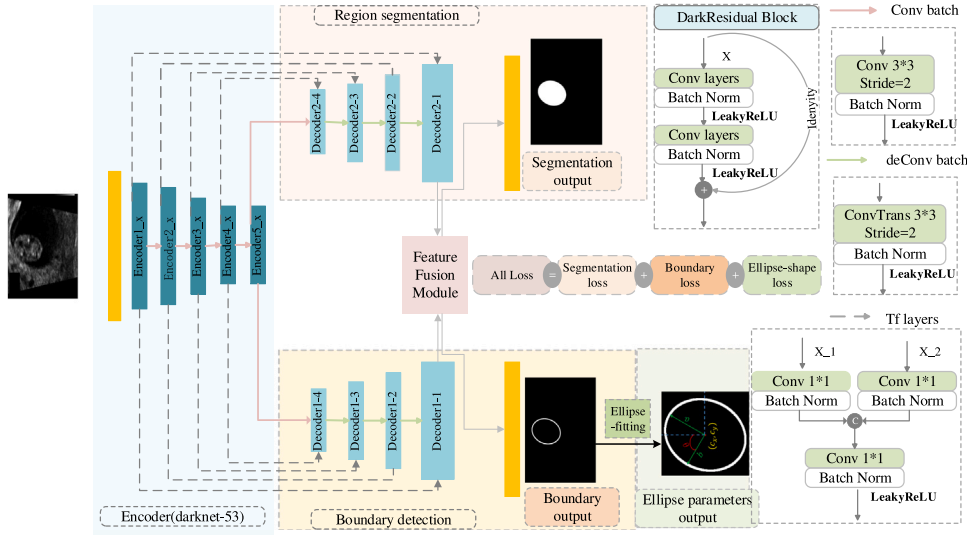 Region segmentation
Decoder2-4
Decoder2-3
Decoder2-2
Decoder2-1
Segmentation
output
Encoder1_x
Encoder2_x
Encoder3_x
Encoder4_x
Encoder5_x
Encoder(darknet-53)
Feature
Fusion
Module
All Loss
=
Segmentation
loss
+
Boundary
loss
+
Ellipse-shape
loss
Decoder1-4
Decoder1-3
Decoder1-2
Decoder1-1
Boundary detection
Boundary
output
Ellipse
-fitting
(cx, cy)
Ellipse parameters
output
DarkResidual Block
X
Conv layers
Batch Norm
LeakyReLU
Conv layers
Batch Norm
LeakyReLU
+
Idenyity
Conv batch
Conv 3*3
Stride=2
Batch Norm
LeakyReLU
deConv batch
ConvTrans 3*3
Stride=2
Batch Norm
LeakyReLU
Tf layers
X_1
X_2
Conv 1*1
Batch Norm
Conv 1*1
Batch Norm
C
Conv 1*1
Batch Norm
LeakyReLU